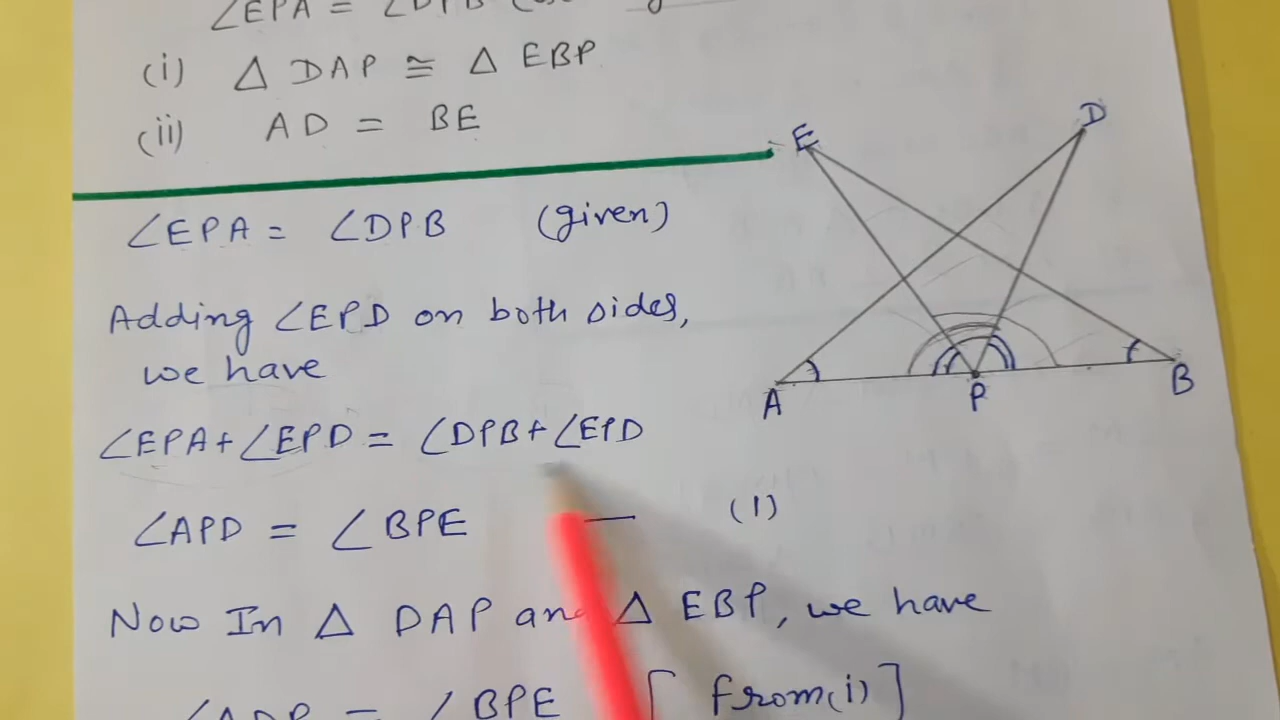 ∠EPA =
(i) △ DAP ≅ △ EBP
(ii) AD = BE
E
D
∠EPA = ∠DPB (given)
Adding ∠EPD on both sides,
we have
A
P
B
∠EPA + ∠EPD = ∠DPB + ∠EPD
∠APD = ∠BPE — (1)
Now In △ DAP and △ EBP, we have
= ∠BPE [from(i)]